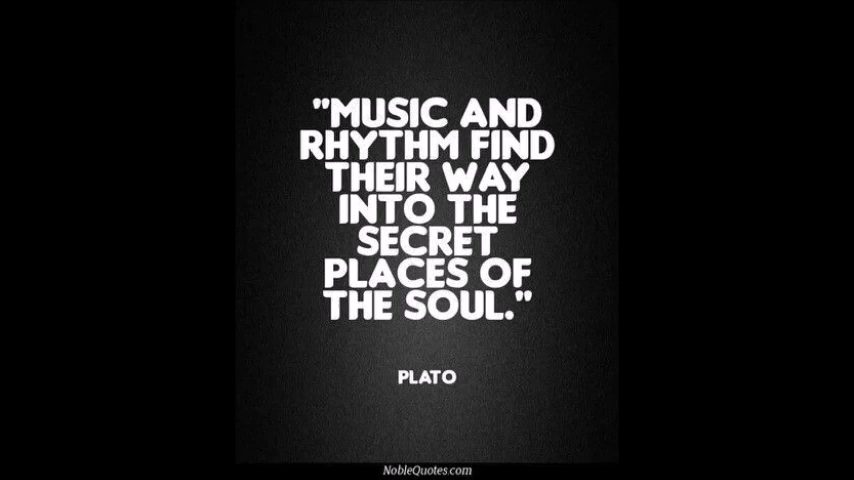 "MUSIC AND
RHYTHM FIND
THEIR WAY
INTO THE
SECRET
PLACES OF
THE SOUL."
PLATO
NobleQuotes.com